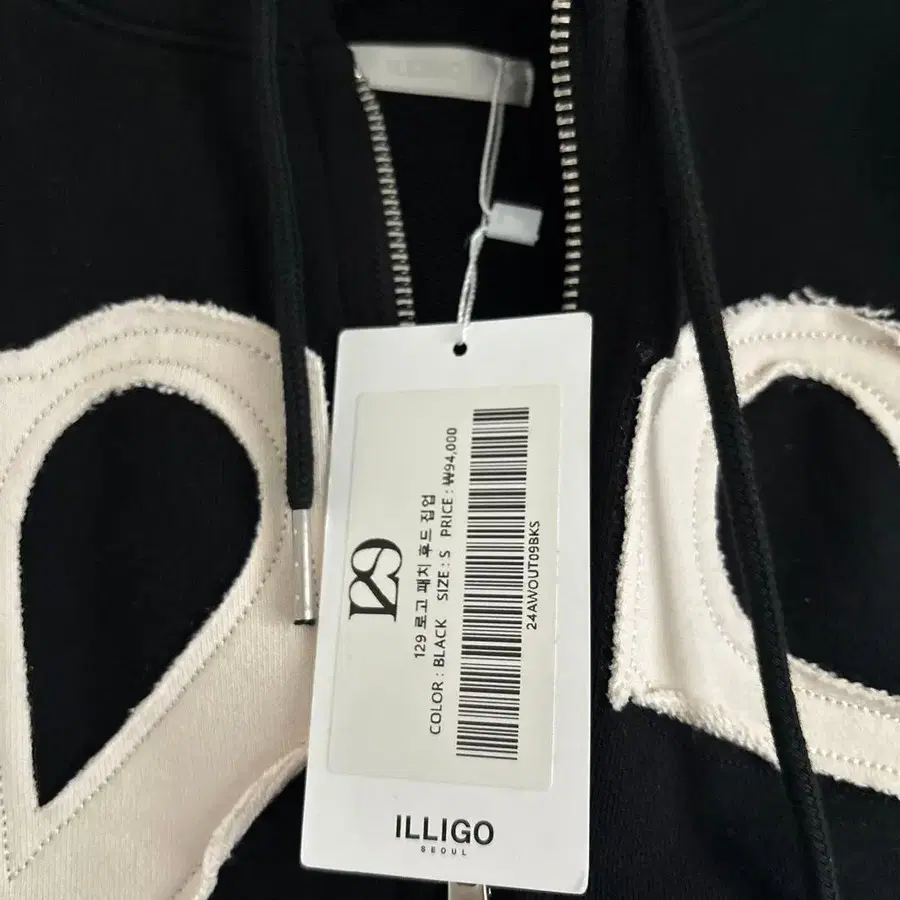 ILLIGO
129
129 로고 패치 후드 집업
COLOR : BLACK SIZE : S PRICE : ₩94,000
24AWOUT09BKS
ILLIGO
SEOUL